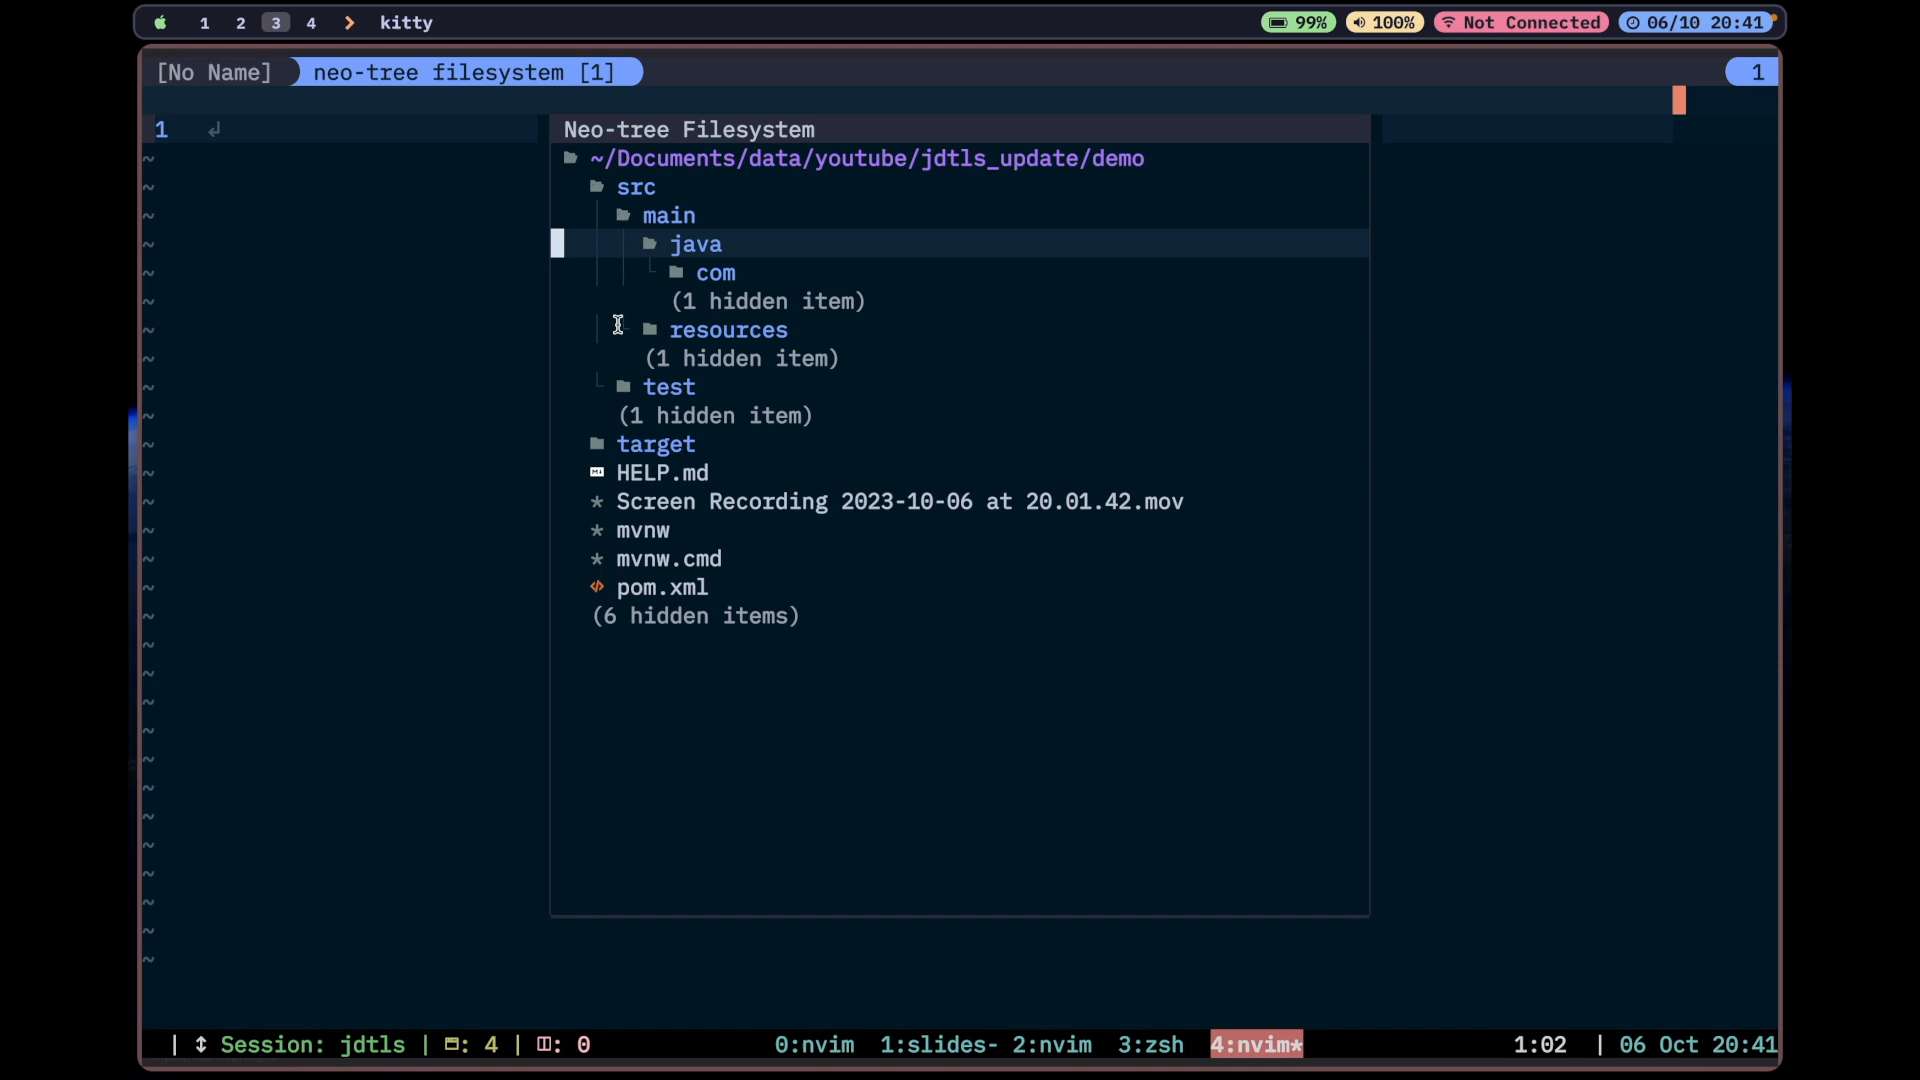 1 2 3 4 > kitty 99% 100% Not Connected 06/10 20:41
[No Name] neo-tree filesystem [1] 1
1 ↲
Neo-tree Filesystem
~ ~/Documents/data/youtube/jdtls_update/demo
~ src
~ main
~ java
~ com
~ (1 hidden item)
~ resources
~ (1 hidden item)
~ test
~ (1 hidden item)
~ target
~ HELP.md
~ * Screen Recording 2023-10-06 at 20.01.42.mov
~ * mvnw
~ * mvnw.cmd
~ pom.xml
~ (6 hidden items)
~
~
~
~
~
~
~
~
~
~
~
~
| ↕ Session: jdtls | : 4 | : 0 0:nvim 1:slides- 2:nvim 3:zsh 4:nvim* 1:02 | 06 Oct 20:41